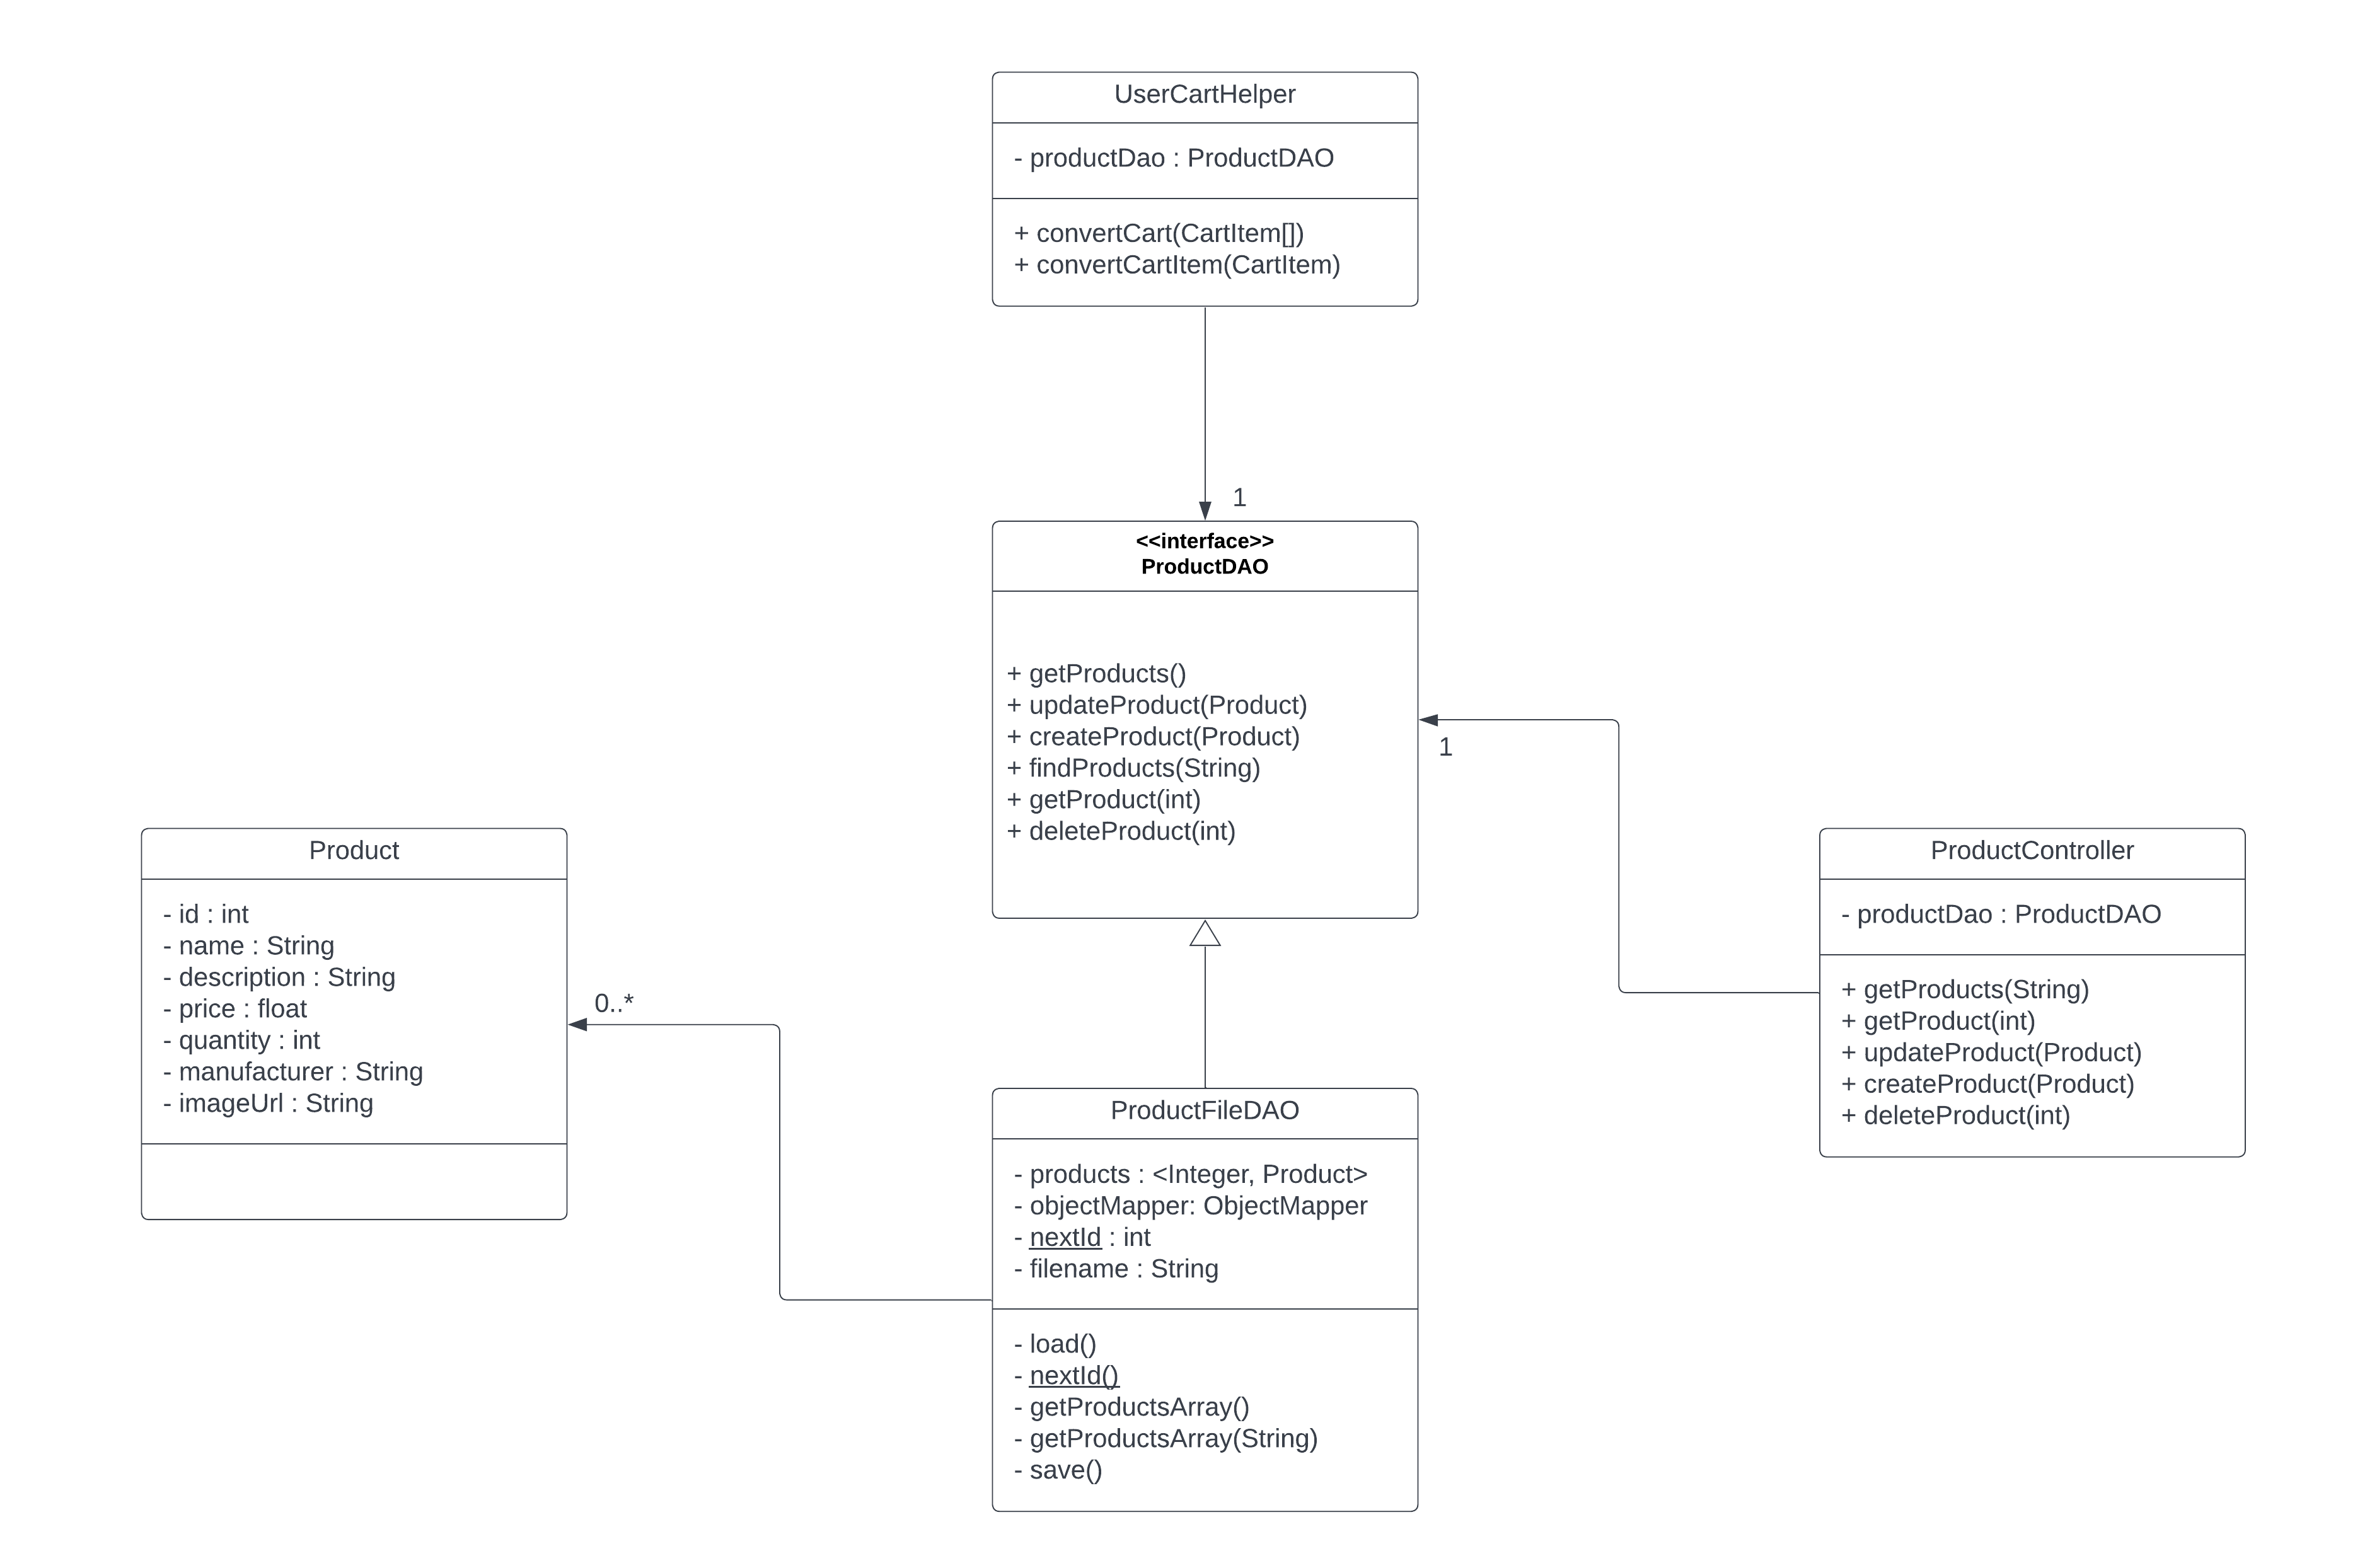 UserCartHelper
- productDao : ProductDAO
+ convertCart(CartItem[])
+ convertCartItem(CartItem)
1
<<interface>>
ProductDAO
+ getProducts()
+ updateProduct(Product)
+ createProduct(Product)
+ findProducts(String)
+ getProduct(int)
+ deleteProduct(int)
1
Product
- id : int
- name : String
- description : String
- price : float
- quantity : int
- manufacturer : String
- imageUrl : String
0..*
ProductController
- productDao : ProductDAO
+ getProducts(String)
+ getProduct(int)
+ updateProduct(Product)
+ createProduct(Product)
+ deleteProduct(int)
ProductFileDAO
- products : <Integer, Product>
- objectMapper: ObjectMapper
- nextId : int
- filename : String
- load()
- nextId()
- getProductsArray()
- getProductsArray(String)
- save()